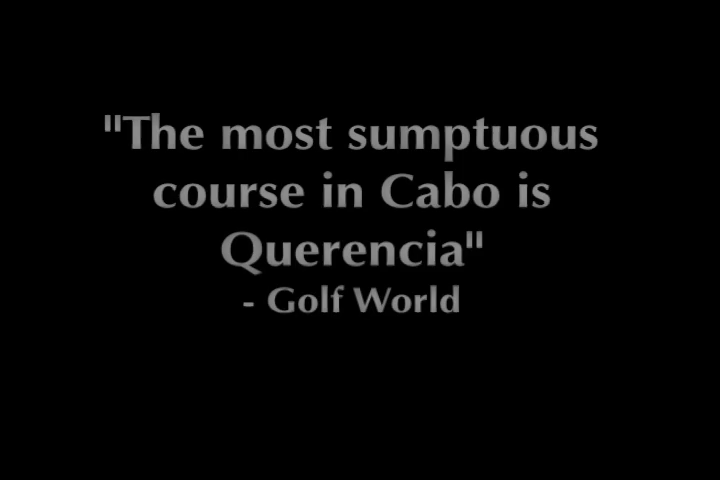 "The most sumptuous
course in Cabo is
Querencia"
- Golf World